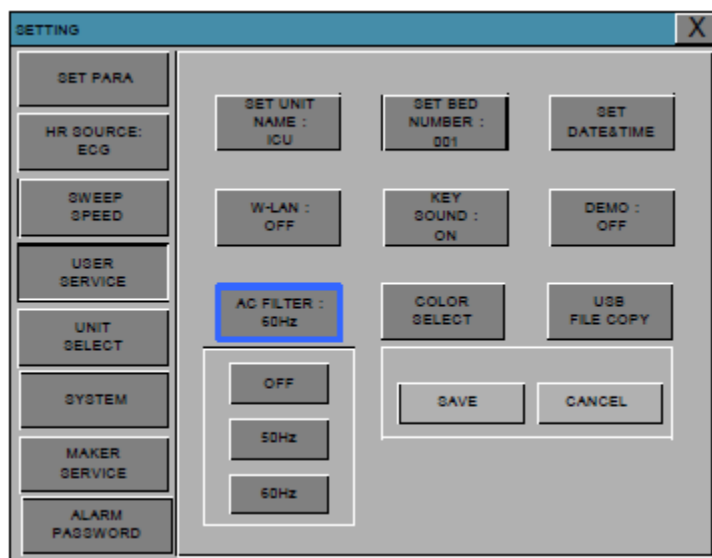 SETTING
X
SET PARA
HR SOURCE:
ECG
SWEEP
SPEED
USER
SERVICE
UNIT
SELECT
SYSTEM
MAKER
SERVICE
ALARM
PASSWORD
SET UNIT
NAME :
ICU
SET BED
NUMBER :
001
SET
DATE&TIME
W-LAN :
OFF
KEY
SOUND :
ON
DEMO :
OFF
AC FILTER :
60Hz
COLOR
SELECT
USB
FILE COPY
OFF
50Hz
60Hz
SAVE
CANCEL